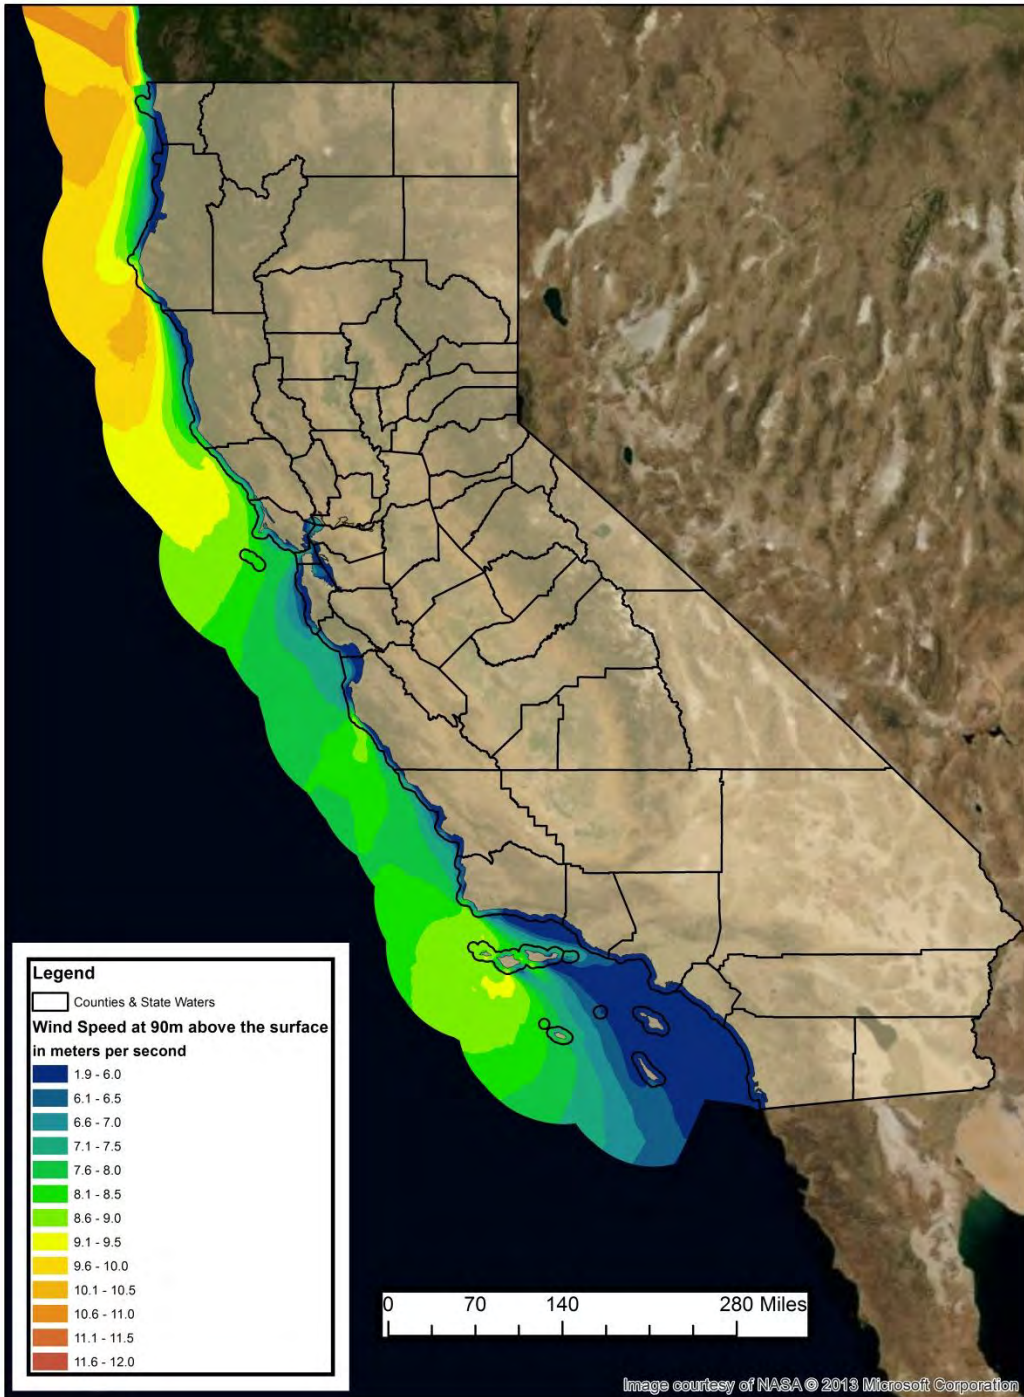 Legend
Counties & State Waters
Wind Speed at 90m above the surface
in meters per second
1.9 - 6.0
6.1 - 6.5
6.6 - 7.0
7.1 - 7.5
7.6 - 8.0
8.1 - 8.5
8.6 - 9.0
9.1 - 9.5
9.6 - 10.0
10.1 - 10.5
10.6 - 11.0
11.1 - 11.5
11.6 - 12.0
0 70 140 280 Miles
Image courtesy of NASA © 2013 Microsoft Corporation